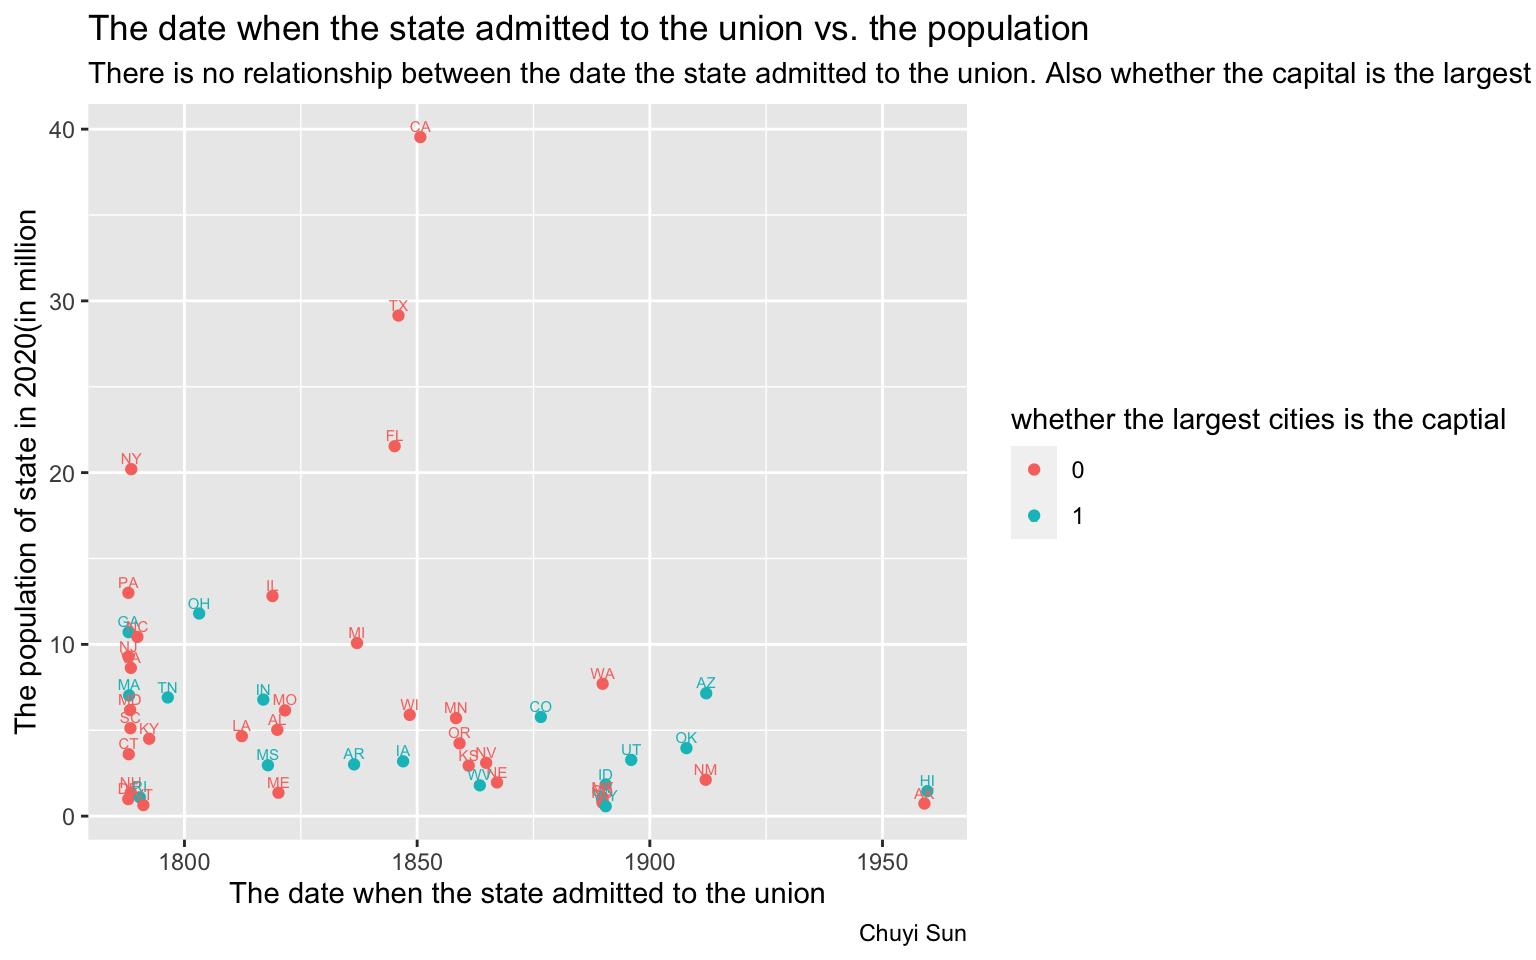 The date when the state admitted to the union vs. the population
There is no relationship between the date the state admitted to the union. Also whether the capital is the largest
The population of state in 2020(in million
40
30
20
10
0
CA
TX
FL
NY
PA
IL
OH
GA
NC
MI
NJ
WA
MA
TN
IN
AZ
MD
MO
SC
AL
KY
LA
WI
MN
CO
OR
CT
MS
AR
IA
KS
NV
UT
OK
WV
NE
NM
ME
NH
RI
ID
HI
1800
1850
1900
1950
The date when the state admitted to the union
whether the largest cities is the captial
0
1
Chuyi Sun